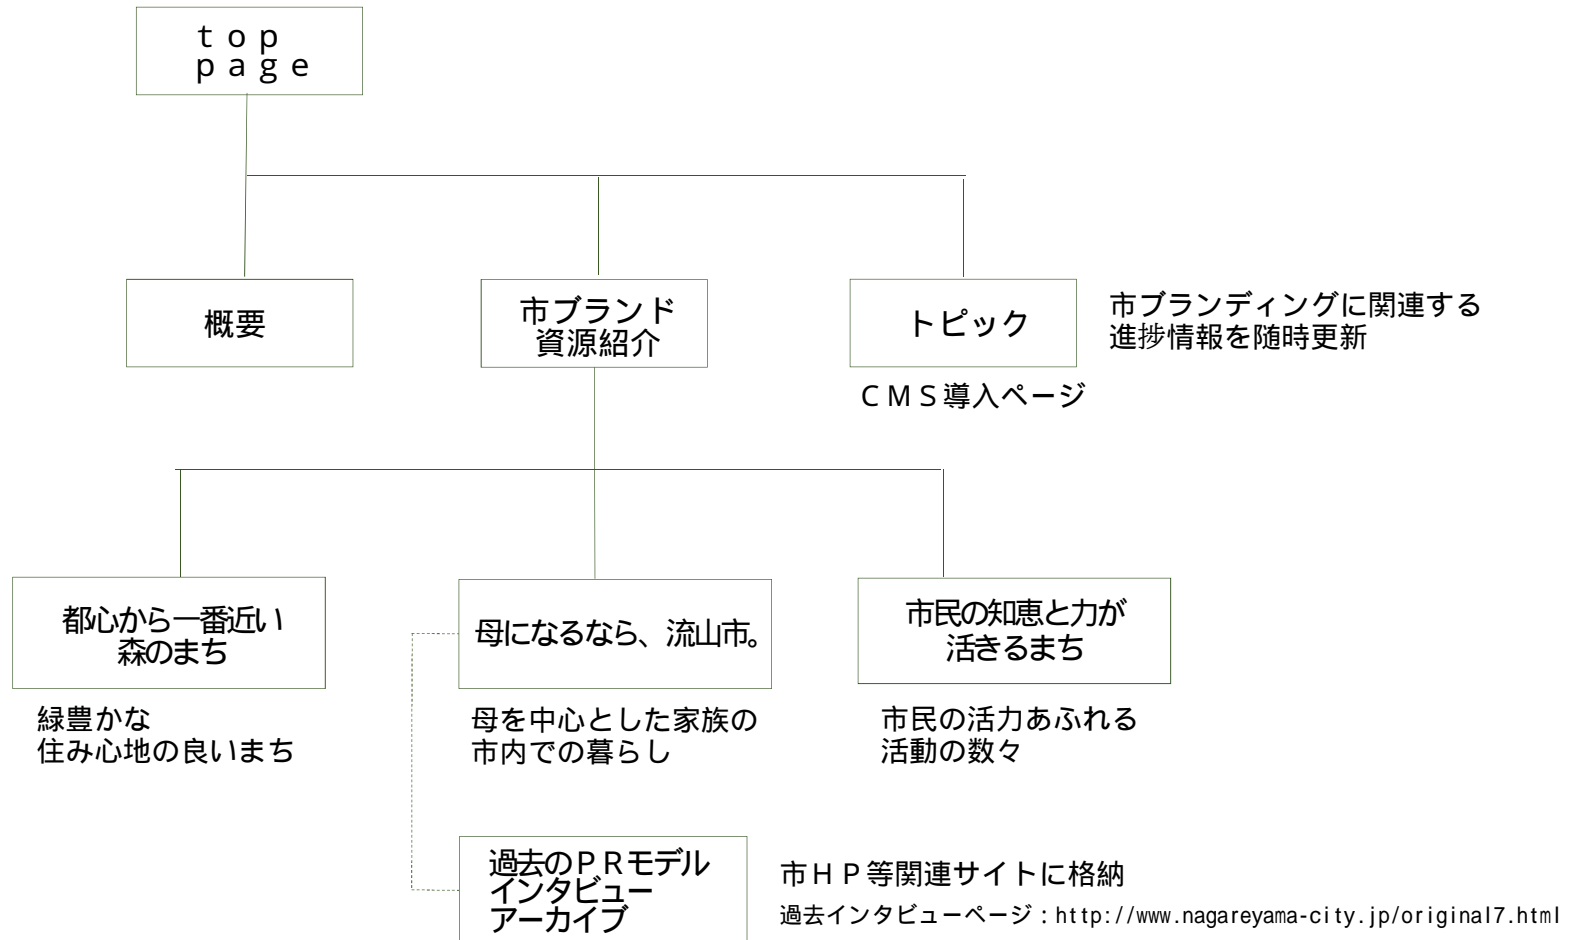 ｔｏｐ
ｐａｇｅ
概要
市ブランド
資源紹介
トピック
市ブランディングに関連する
進捗情報を随時更新
ＣＭＳ導入ページ
都心から一番近い
森のまち
母になるなら、流山市。
市民の知恵と力が
活きるまち
緑豊かな
住み心地の良いまち
母を中心とした家族の
市内での暮らし
市民の活力あふれる
活動の数々
過去のＰＲモデル
インタビュー
アーカイブ
市ＨＰ等関連サイトに格納
過去インタビューページ：http://www.nagareyama-city.jp/original7.html